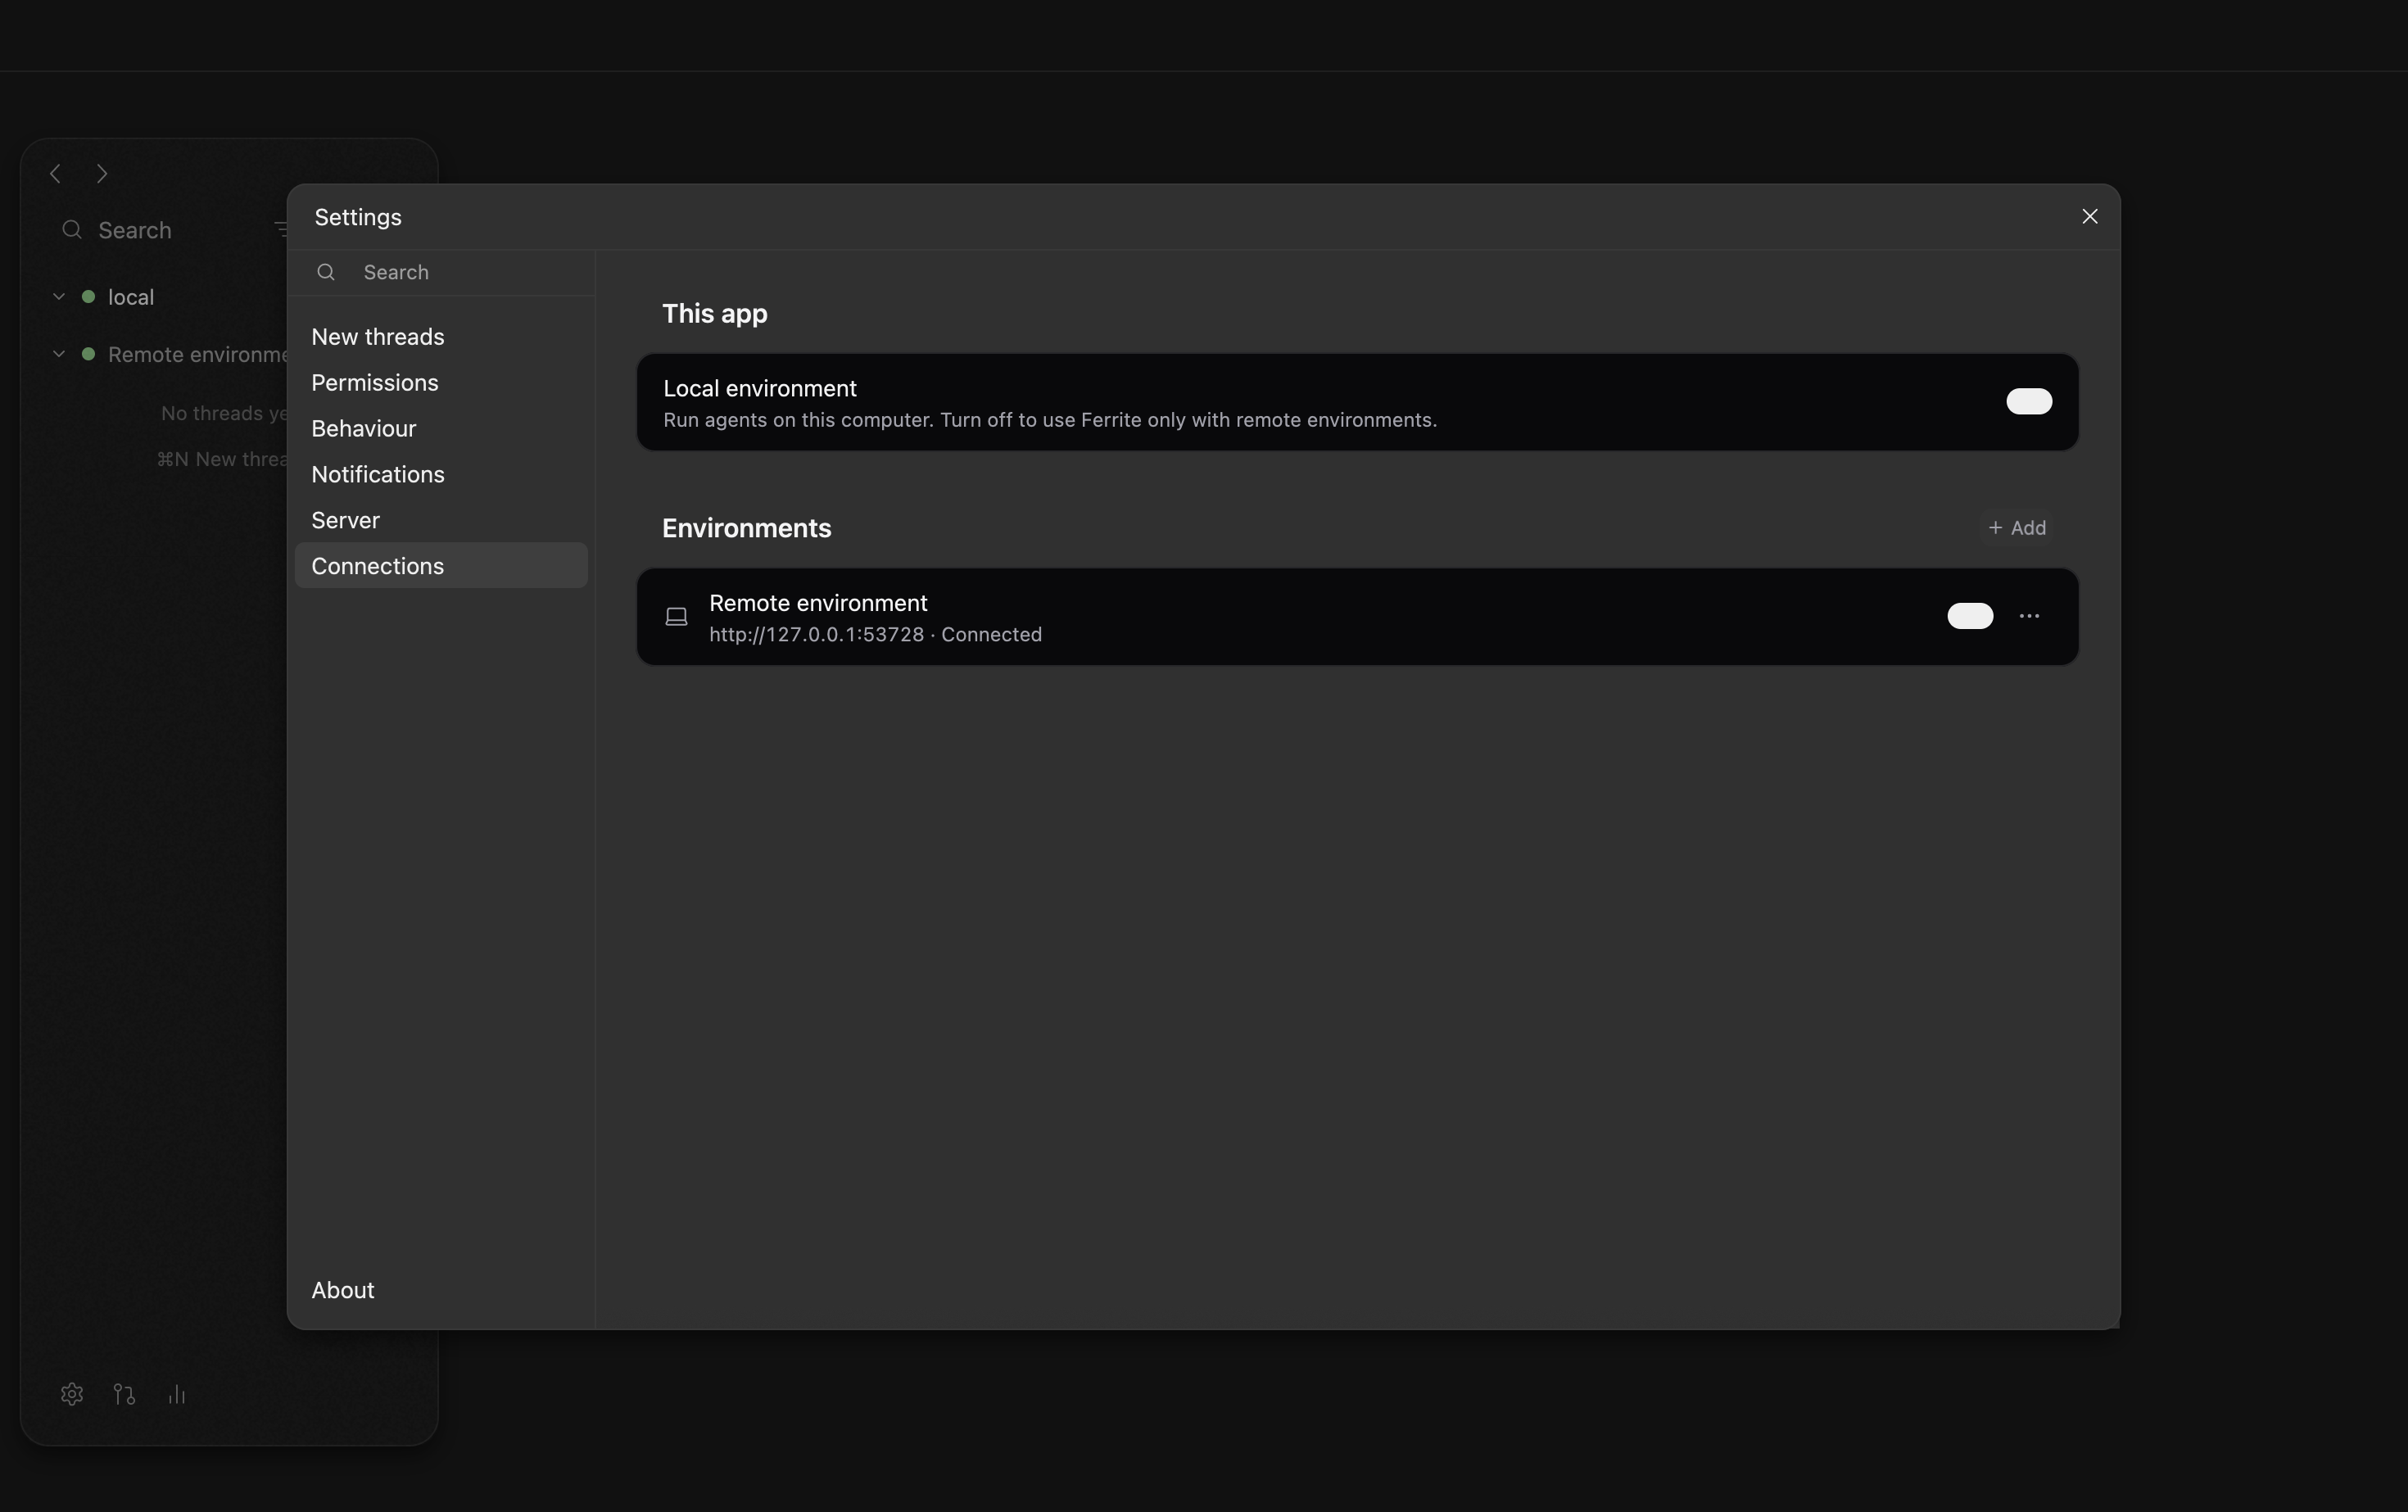 Search
local
Remote environme
No threads ye
⌘N New threa
Settings
Search
New threads
Permissions
Behaviour
Notifications
Server
Connections
About
This app
Local environment
Run agents on this computer. Turn off to use Ferrite only with remote environments.
Environments
+ Add
Remote environment
http://127.0.0.1:53728 · Connected